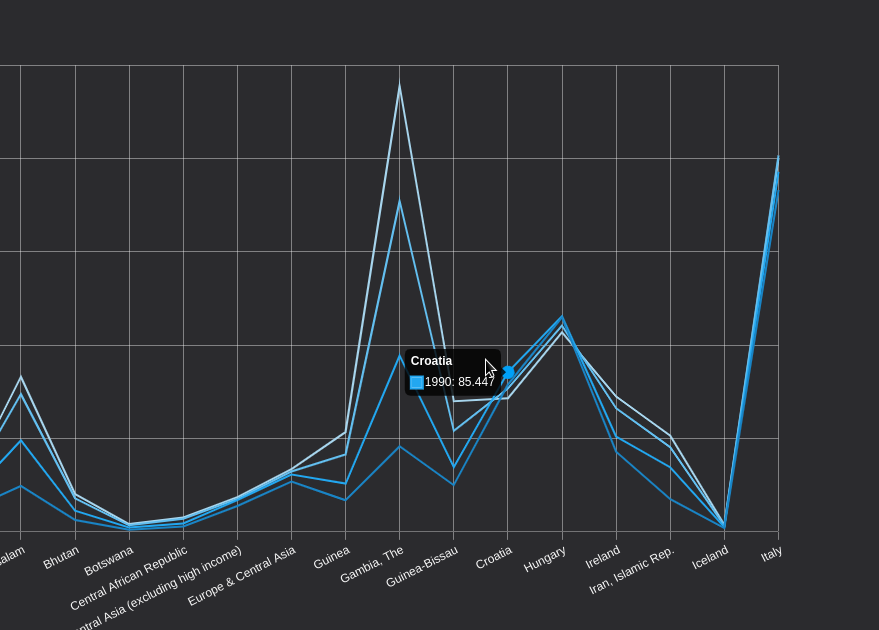 Croatia
1990: 85.447
alam
Bhutan
Botswana
Central African Republic
ntral Asia (excluding high income)
Europe & Central Asia
Guinea
Gambia, The
Guinea-Bissau
Croatia
Hungary
Ireland
Iran, Islamic Rep.
Iceland
Italy